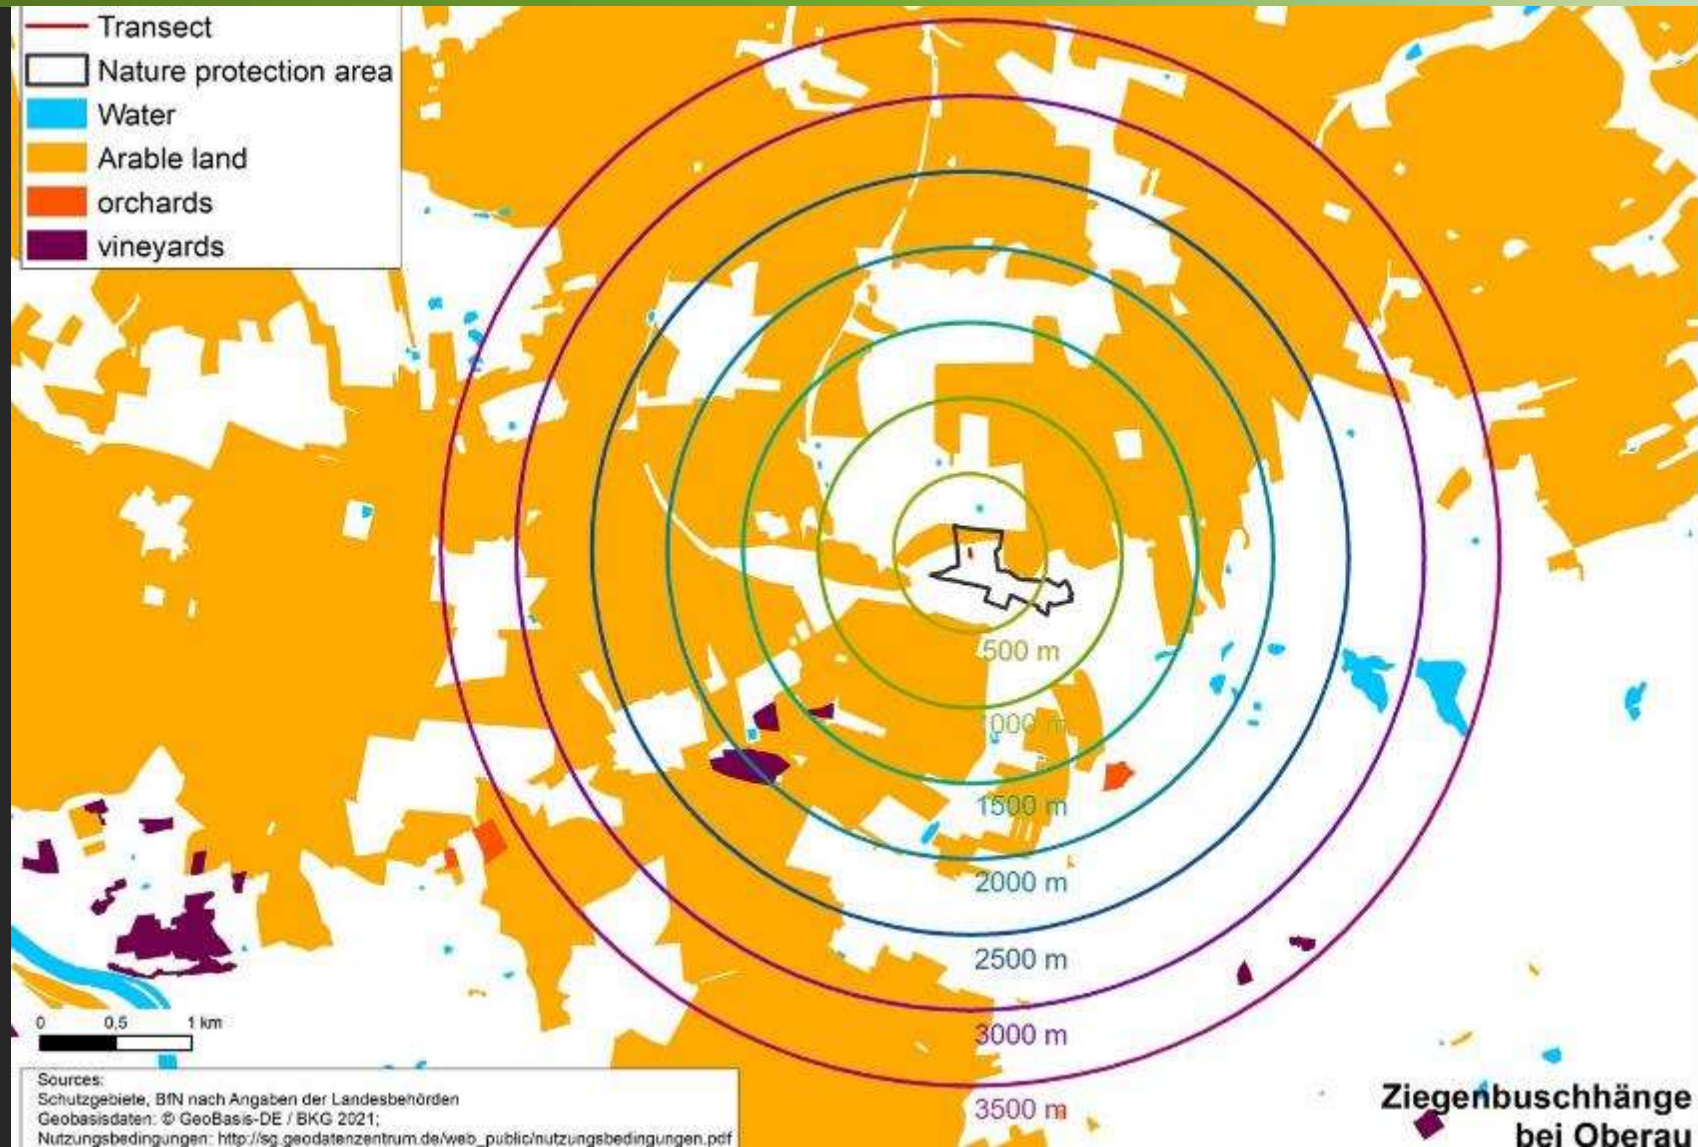 Transect
Nature protection area
Water
Arable land
orchards
vineyards
500 m
1000 m
1500 m
2000 m
2500 m
3000 m
3500 m
0 0,5 1 km
Sources:
Schutzgebiete, BfN nach Angaben der Landesbehörden
Geobasisdaten: © GeoBasis-DE / BKG 2021;
Nutzungsbedingungen: http://sg.geodatenzentrum.de/web_public/nutzungsbedingungen.pdf
Ziegenbuschhänge
bei Oberau